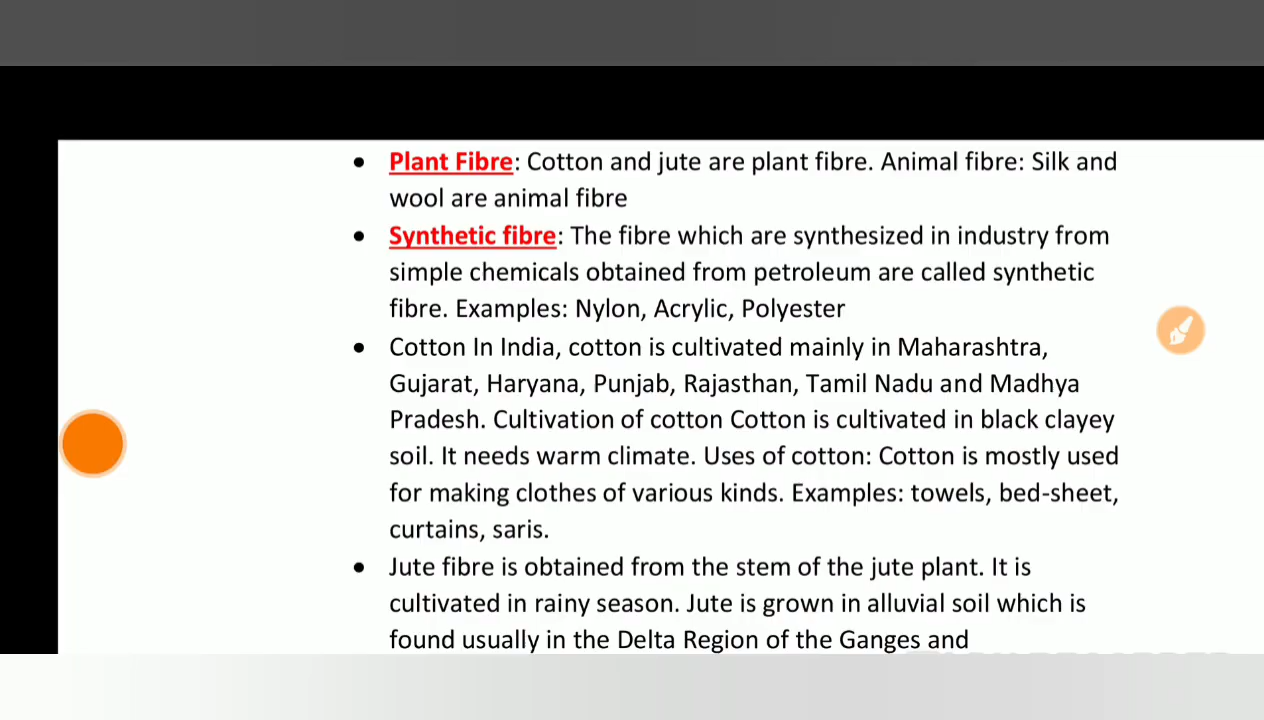 • Plant Fibre: Cotton and jute are plant fibre. Animal fibre: Silk and
wool are animal fibre
• Synthetic fibre: The fibre which are synthesized in industry from
simple chemicals obtained from petroleum are called synthetic
fibre. Examples: Nylon, Acrylic, Polyester
• Cotton In India, cotton is cultivated mainly in Maharashtra,
Gujarat, Haryana, Punjab, Rajasthan, Tamil Nadu and Madhya
Pradesh. Cultivation of cotton Cotton is cultivated in black clayey
soil. It needs warm climate. Uses of cotton: Cotton is mostly used
for making clothes of various kinds. Examples: towels, bed-sheet,
curtains, saris.
• Jute fibre is obtained from the stem of the jute plant. It is
cultivated in rainy season. Jute is grown in alluvial soil which is
found usually in the Delta Region of the Ganges and